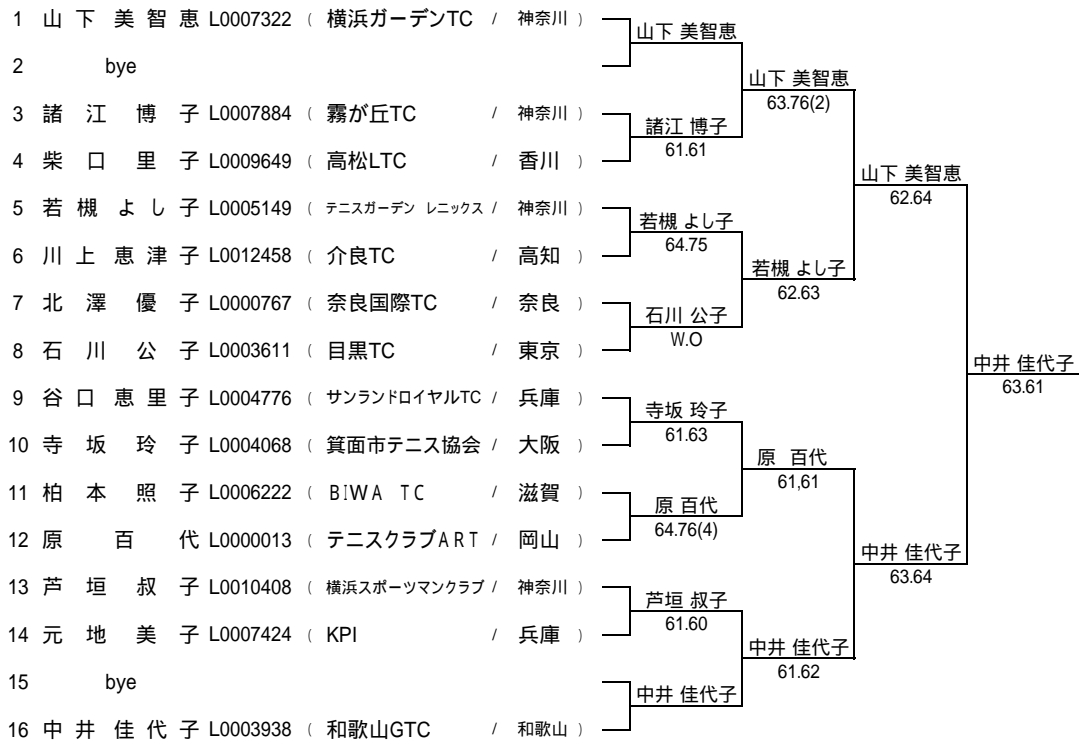 1 山下美智恵 L0007322 ( 横浜ガーデンTC / 神奈川 )
2 bye
3 諸江博子 L0007884 ( 霧が丘TC / 神奈川 )
4 柴口里子 L0009649 ( 高松LTC / 香川 )
5 若槻よし子 L0005149 ( テニスガーデン レニックス / 神奈川 )
6 川上恵津子 L0012458 ( 介良TC / 高知 )
7 北澤優子 L0000767 ( 奈良国際TC / 奈良 )
8 石川公子 L0003611 ( 目黒TC / 東京 )
9 谷口恵里子 L0004776 ( サンランドロイヤルTC / 兵庫 )
10 寺坂玲子 L0004068 ( 箕面市テニス協会 / 大阪 )
11 柏本照子 L0006222 ( BIWA TC / 滋賀 )
12 原百代 L0000013 ( テニスクラブART / 岡山 )
13 芦垣叔子 L0010408 ( 横浜スポーツマンクラブ / 神奈川 )
14 元地美子 L0007424 ( KPI / 兵庫 )
15 bye
16 中井佳代子 L0003938 ( 和歌山GTC / 和歌山 )
山下 美智恵
諸江 博子
61.61
若槻 よし子
64.75
石川 公子
W.O
寺坂 玲子
61.63
原 百代
64.76(4)
芦垣 叔子
61.60
中井 佳代子
山下 美智恵
63.76(2)
若槻 よし子
62.63
原 百代
61,61
中井 佳代子
61.62
山下 美智恵
62.64
中井 佳代子
63.64
中井 佳代子
63.61